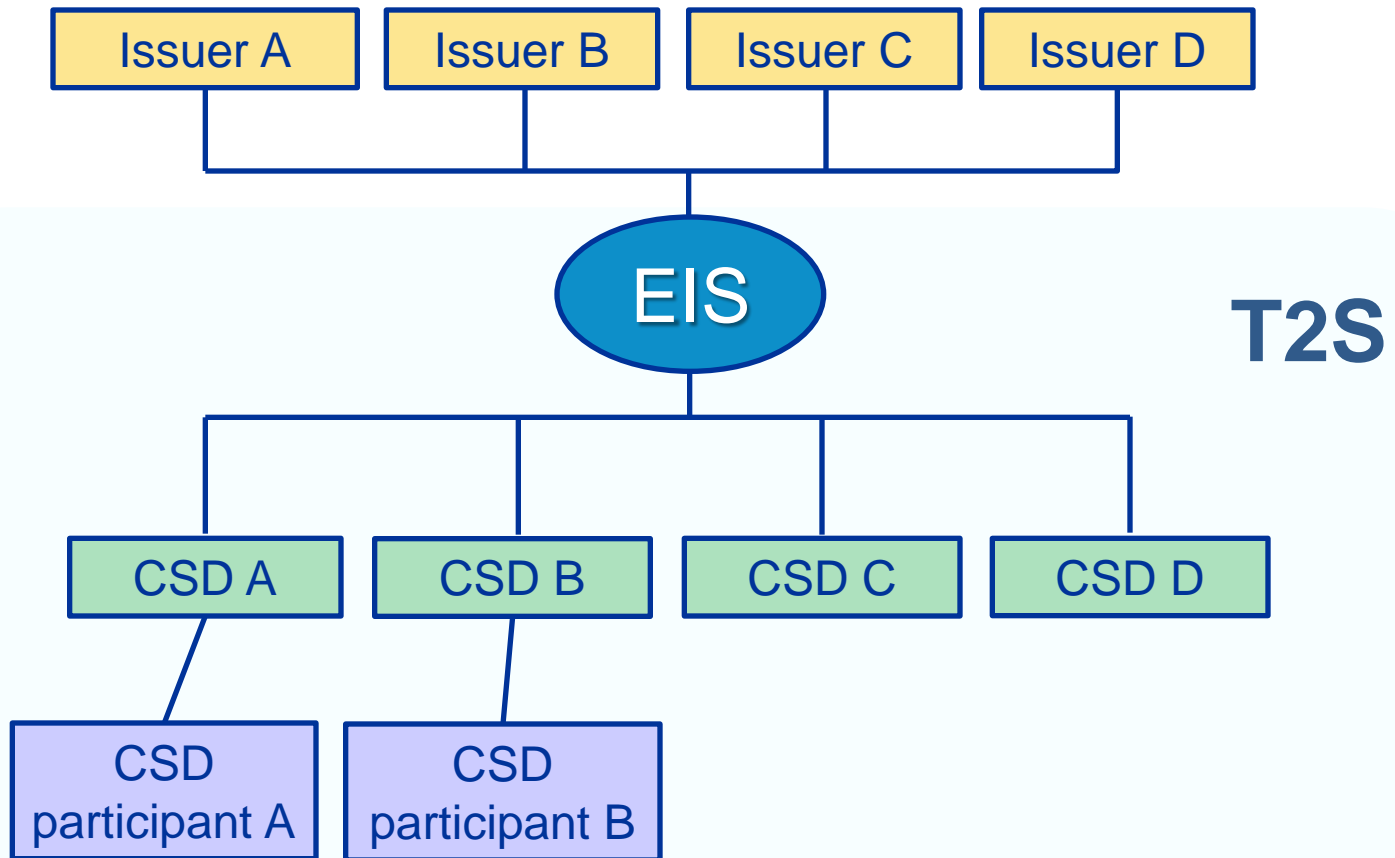 Issuer A
Issuer B
Issuer C
Issuer D
EIS
T2S
CSD A
CSD B
CSD C
CSD D
CSD
participant A
CSD
participant B